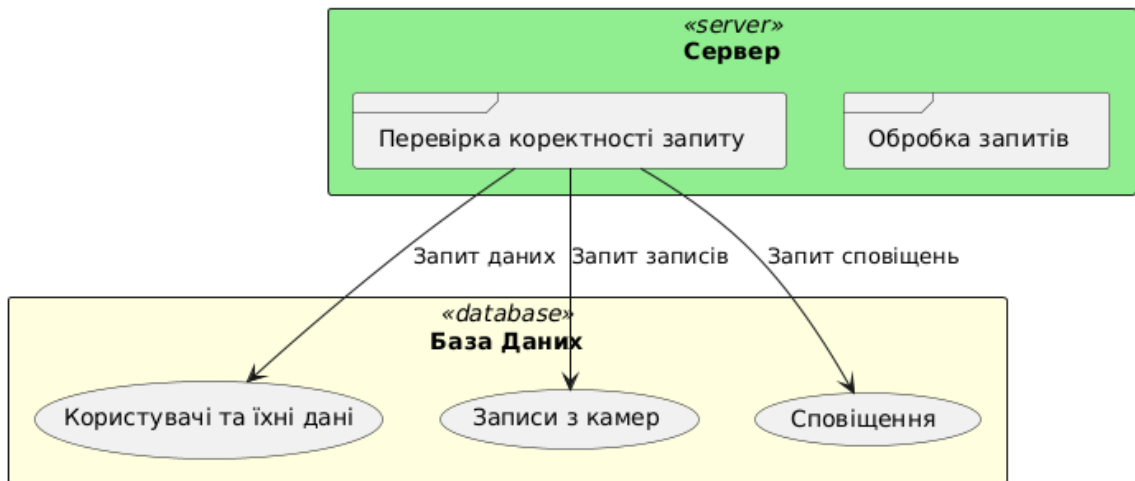 «server»
Сервер
Перевірка коректності запиту
Обробка запитів
Запит даних
Запит записів
Запит сповіщень
«database»
База Даних
Користувачі та їхні дані
Записи з камер
Сповіщення